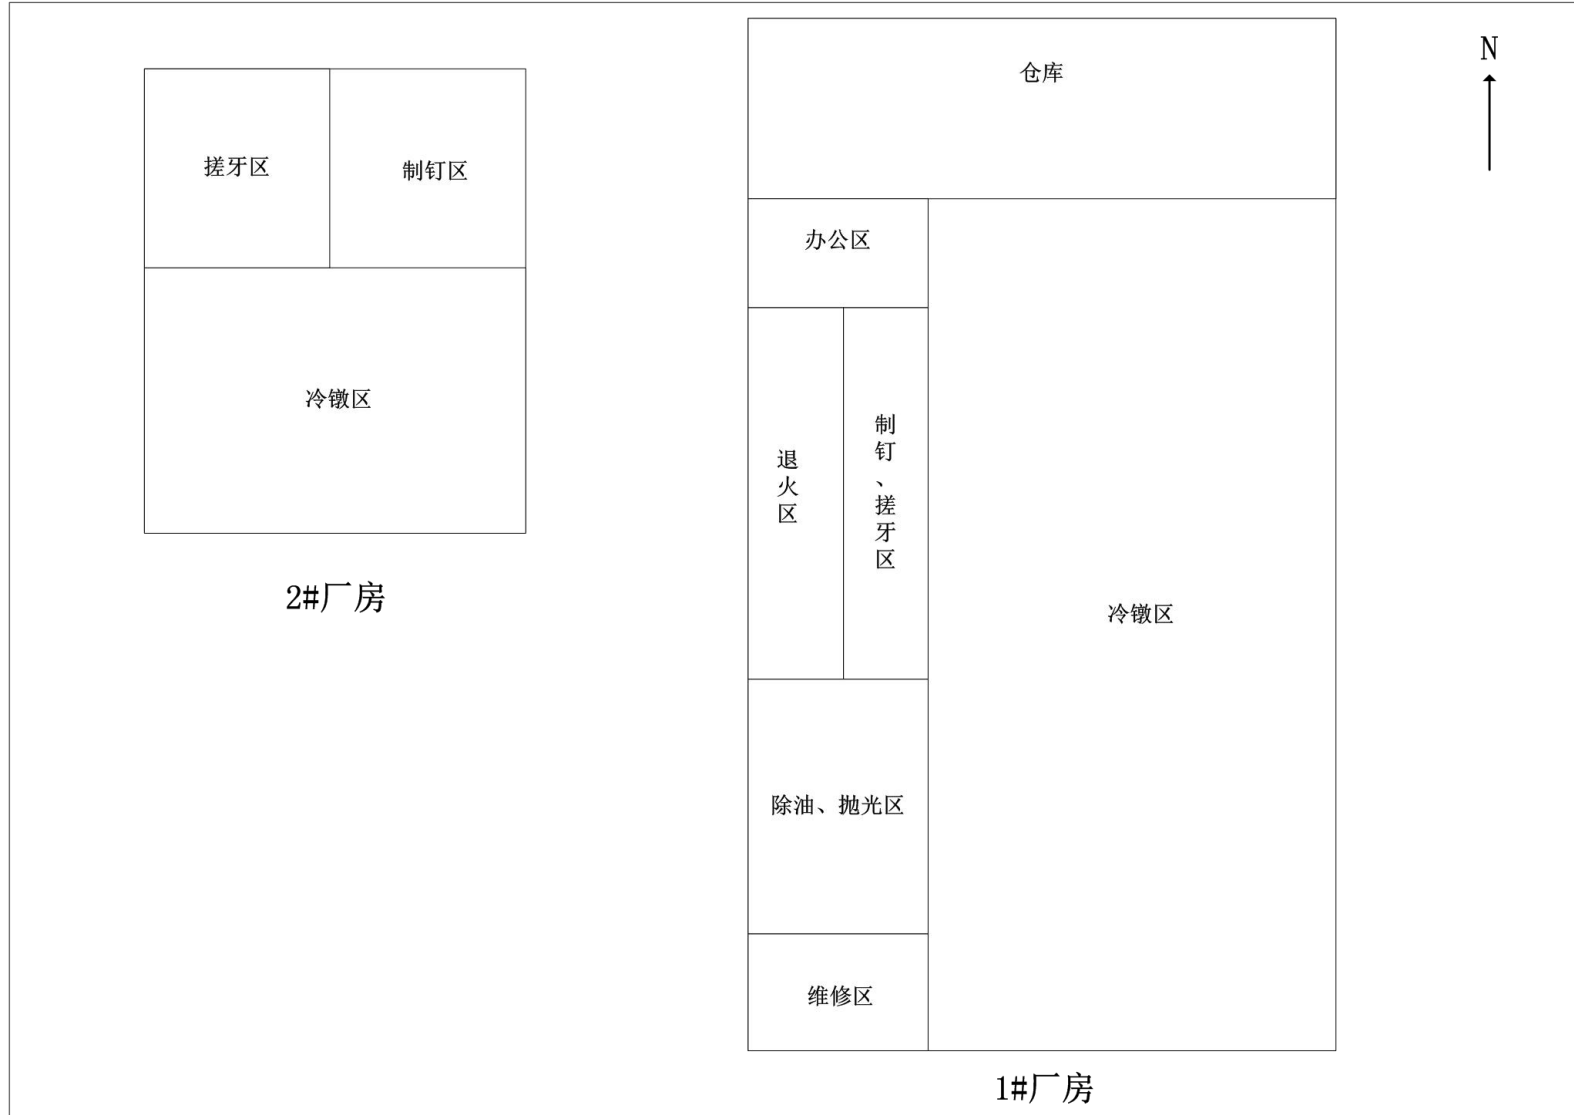 仓库
N
搓牙区
制钉区
办公区
冷镦区
退火区
制钉、搓牙区
2#厂房
冷镦区
除油、抛光区
维修区
1#厂房